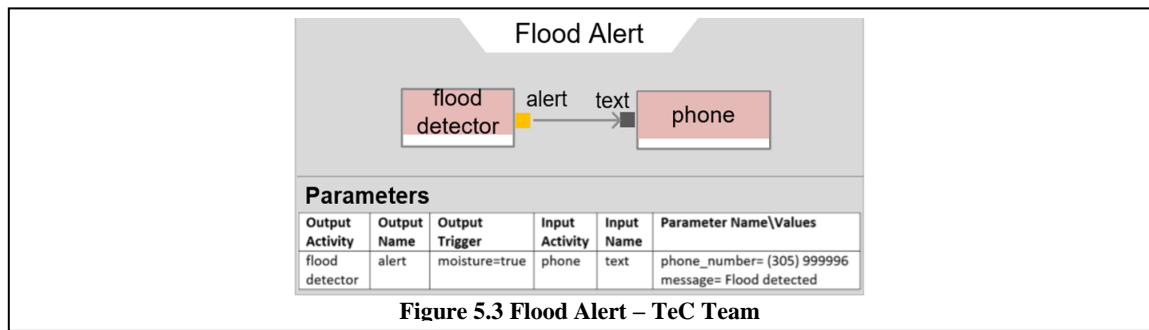 Flood Alert
flood alert text phone
detector
Parameters
Output Output Output Input Input Parameter Name\Values
Activity Name Trigger Activity Name
flood alert moisture=true phone text phone_number= (305) 999996
detector message= Flood detected
Figure 5.3 Flood Alert – TeC Team